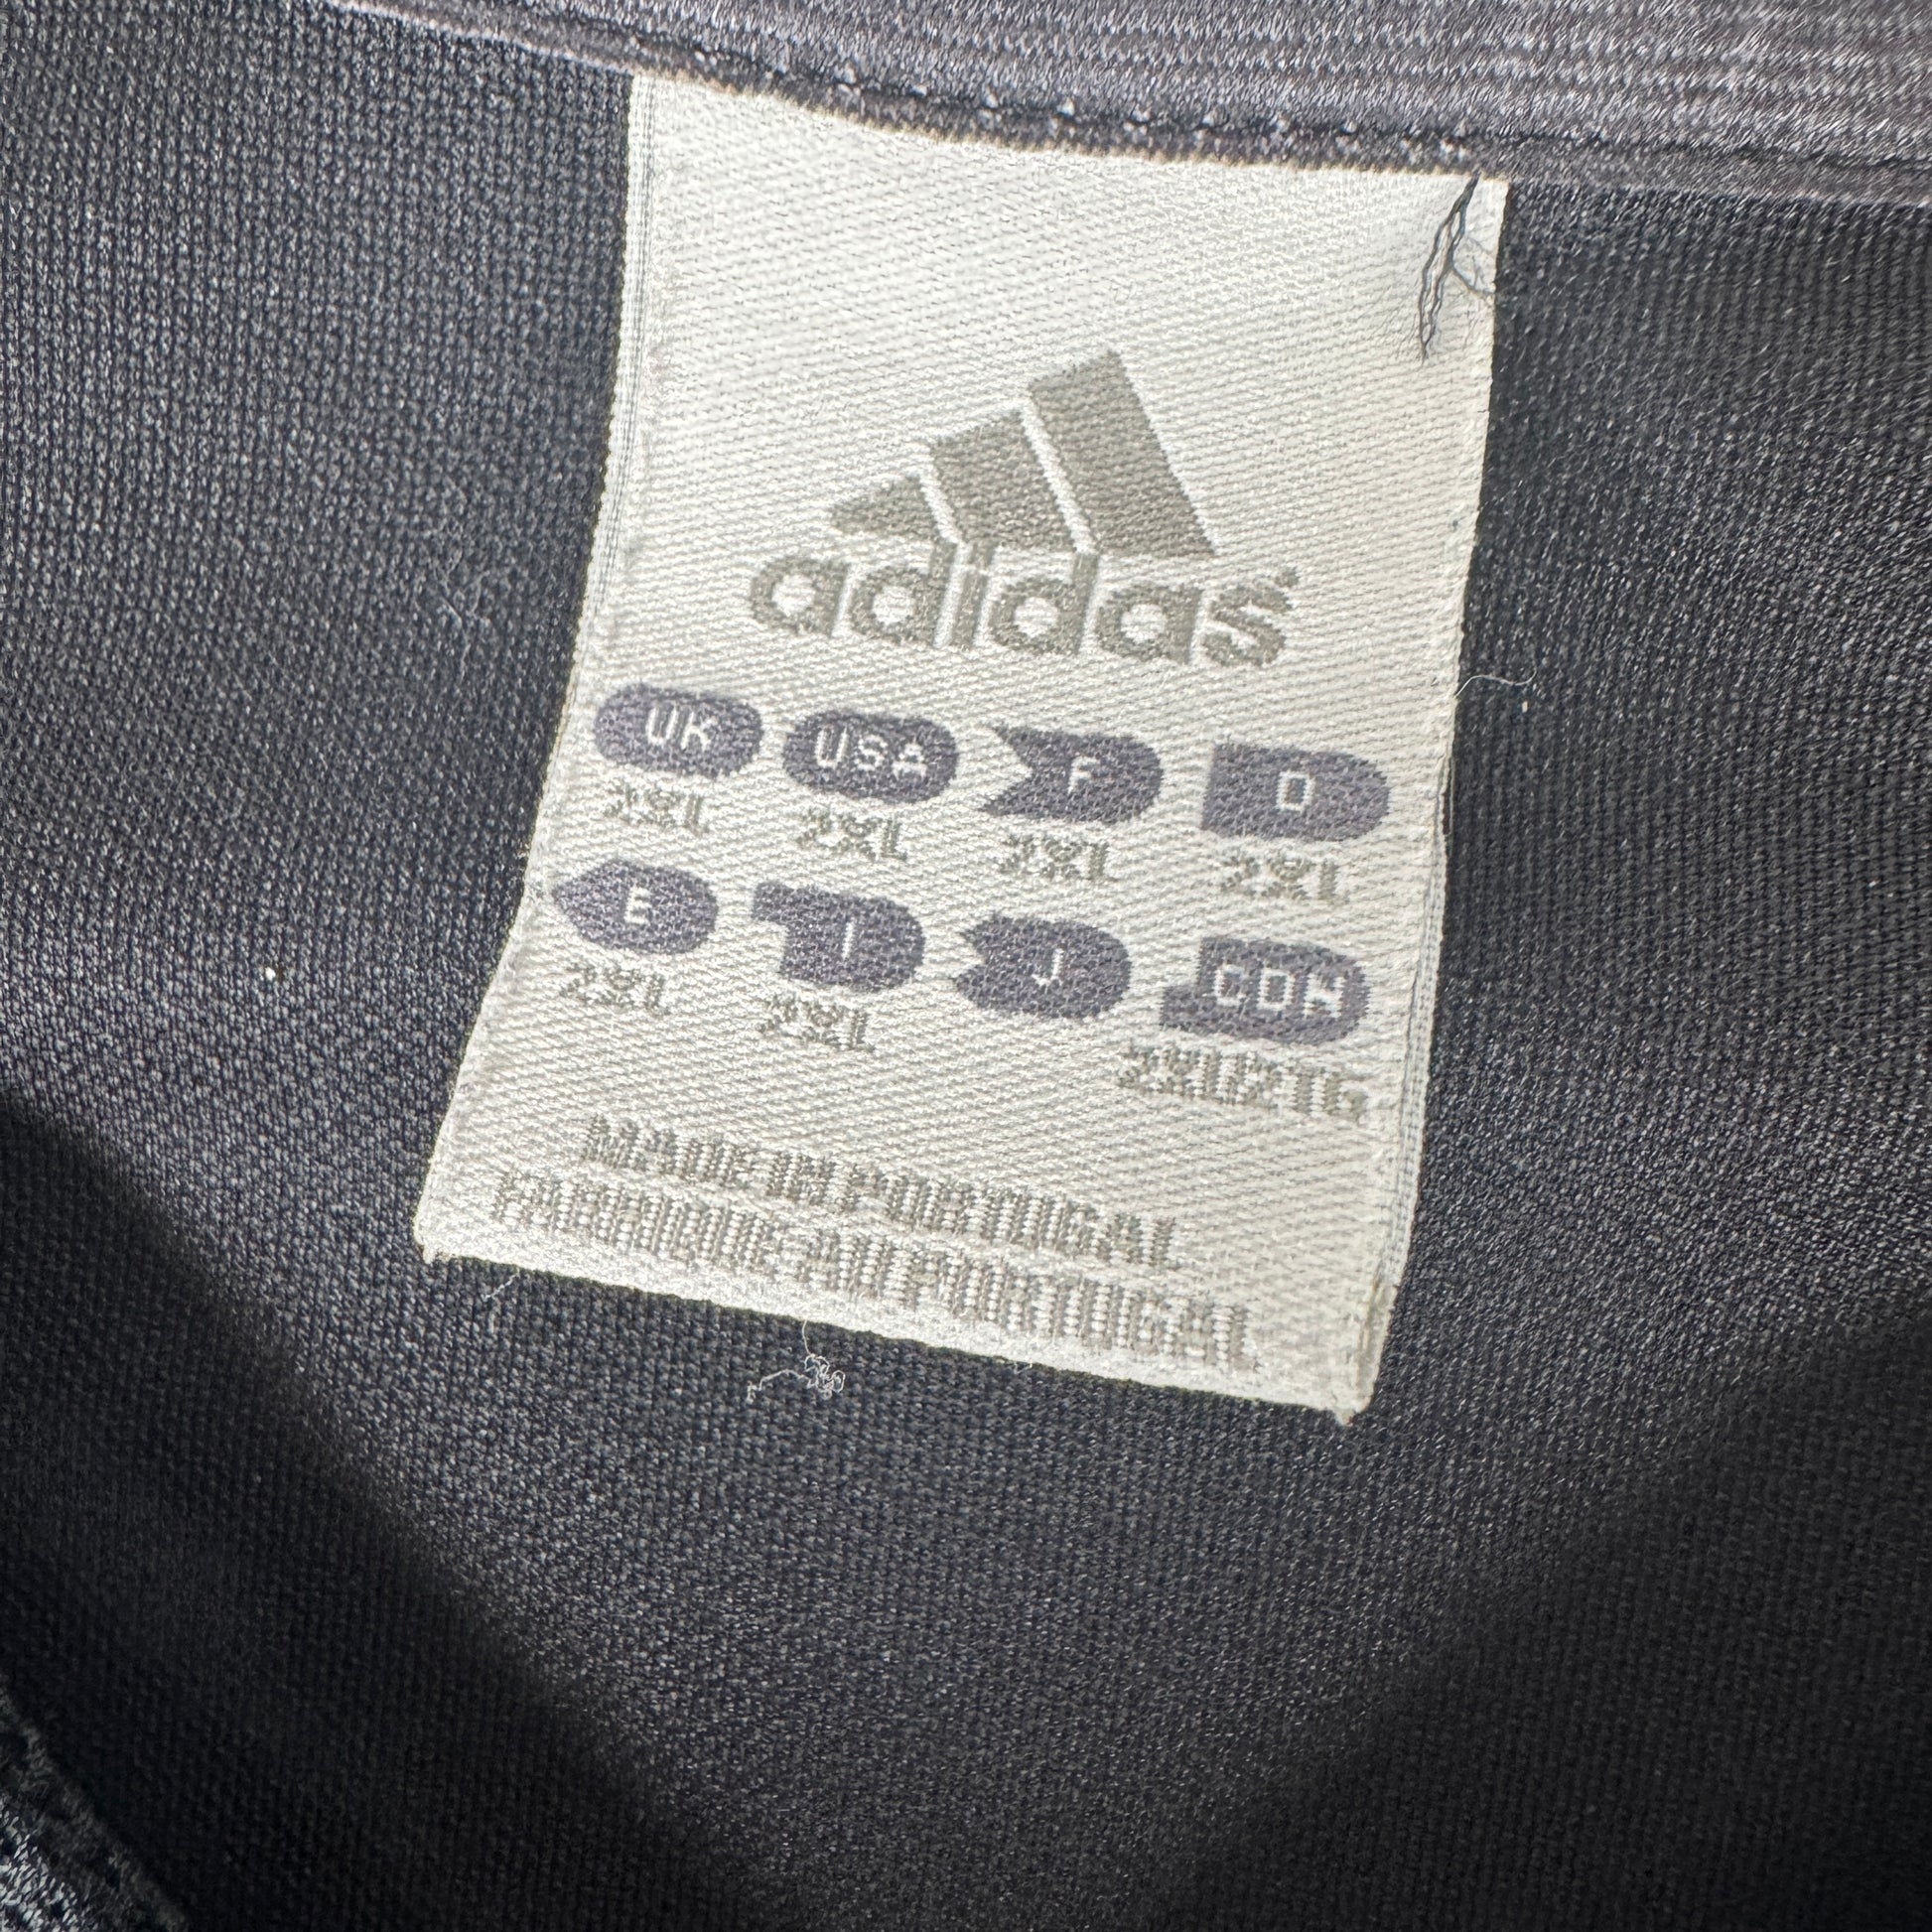 adidas
UK USA F D
2XL 2XL 2XL 2XL
E I J CDN
2XL 2XL
MADE IN PORTUGAL
FABRIQUE AU PORTUGAL